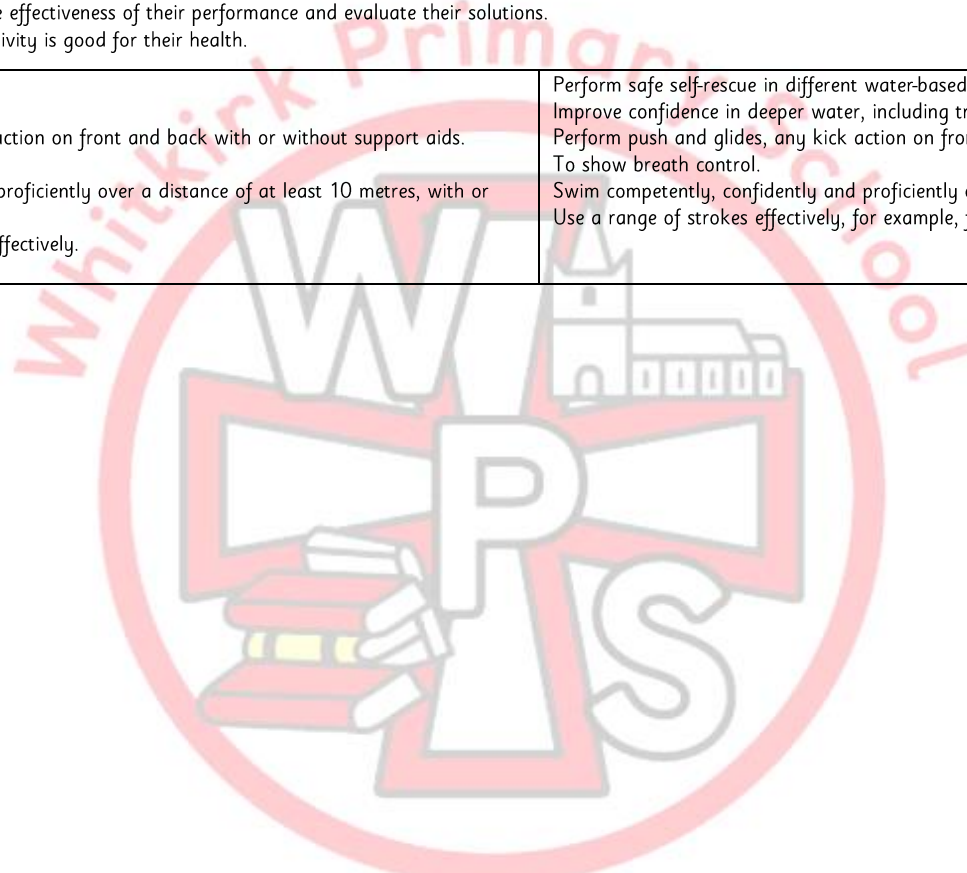 effectiveness of their performance and evaluate their solutions.
ivity is good for their health.
action on front and back with or without support aids.
proficiently over a distance of at least 10 metres, with or
ffectively.
Perform safe self-rescue in different water-based
Improve confidence in deeper water, including tr
Perform push and glides, any kick action on fron
To show breath control.
Swim competently, confidently and proficiently
Use a range of strokes effectively, for example,
Whitkirk Primary School
W
P
S